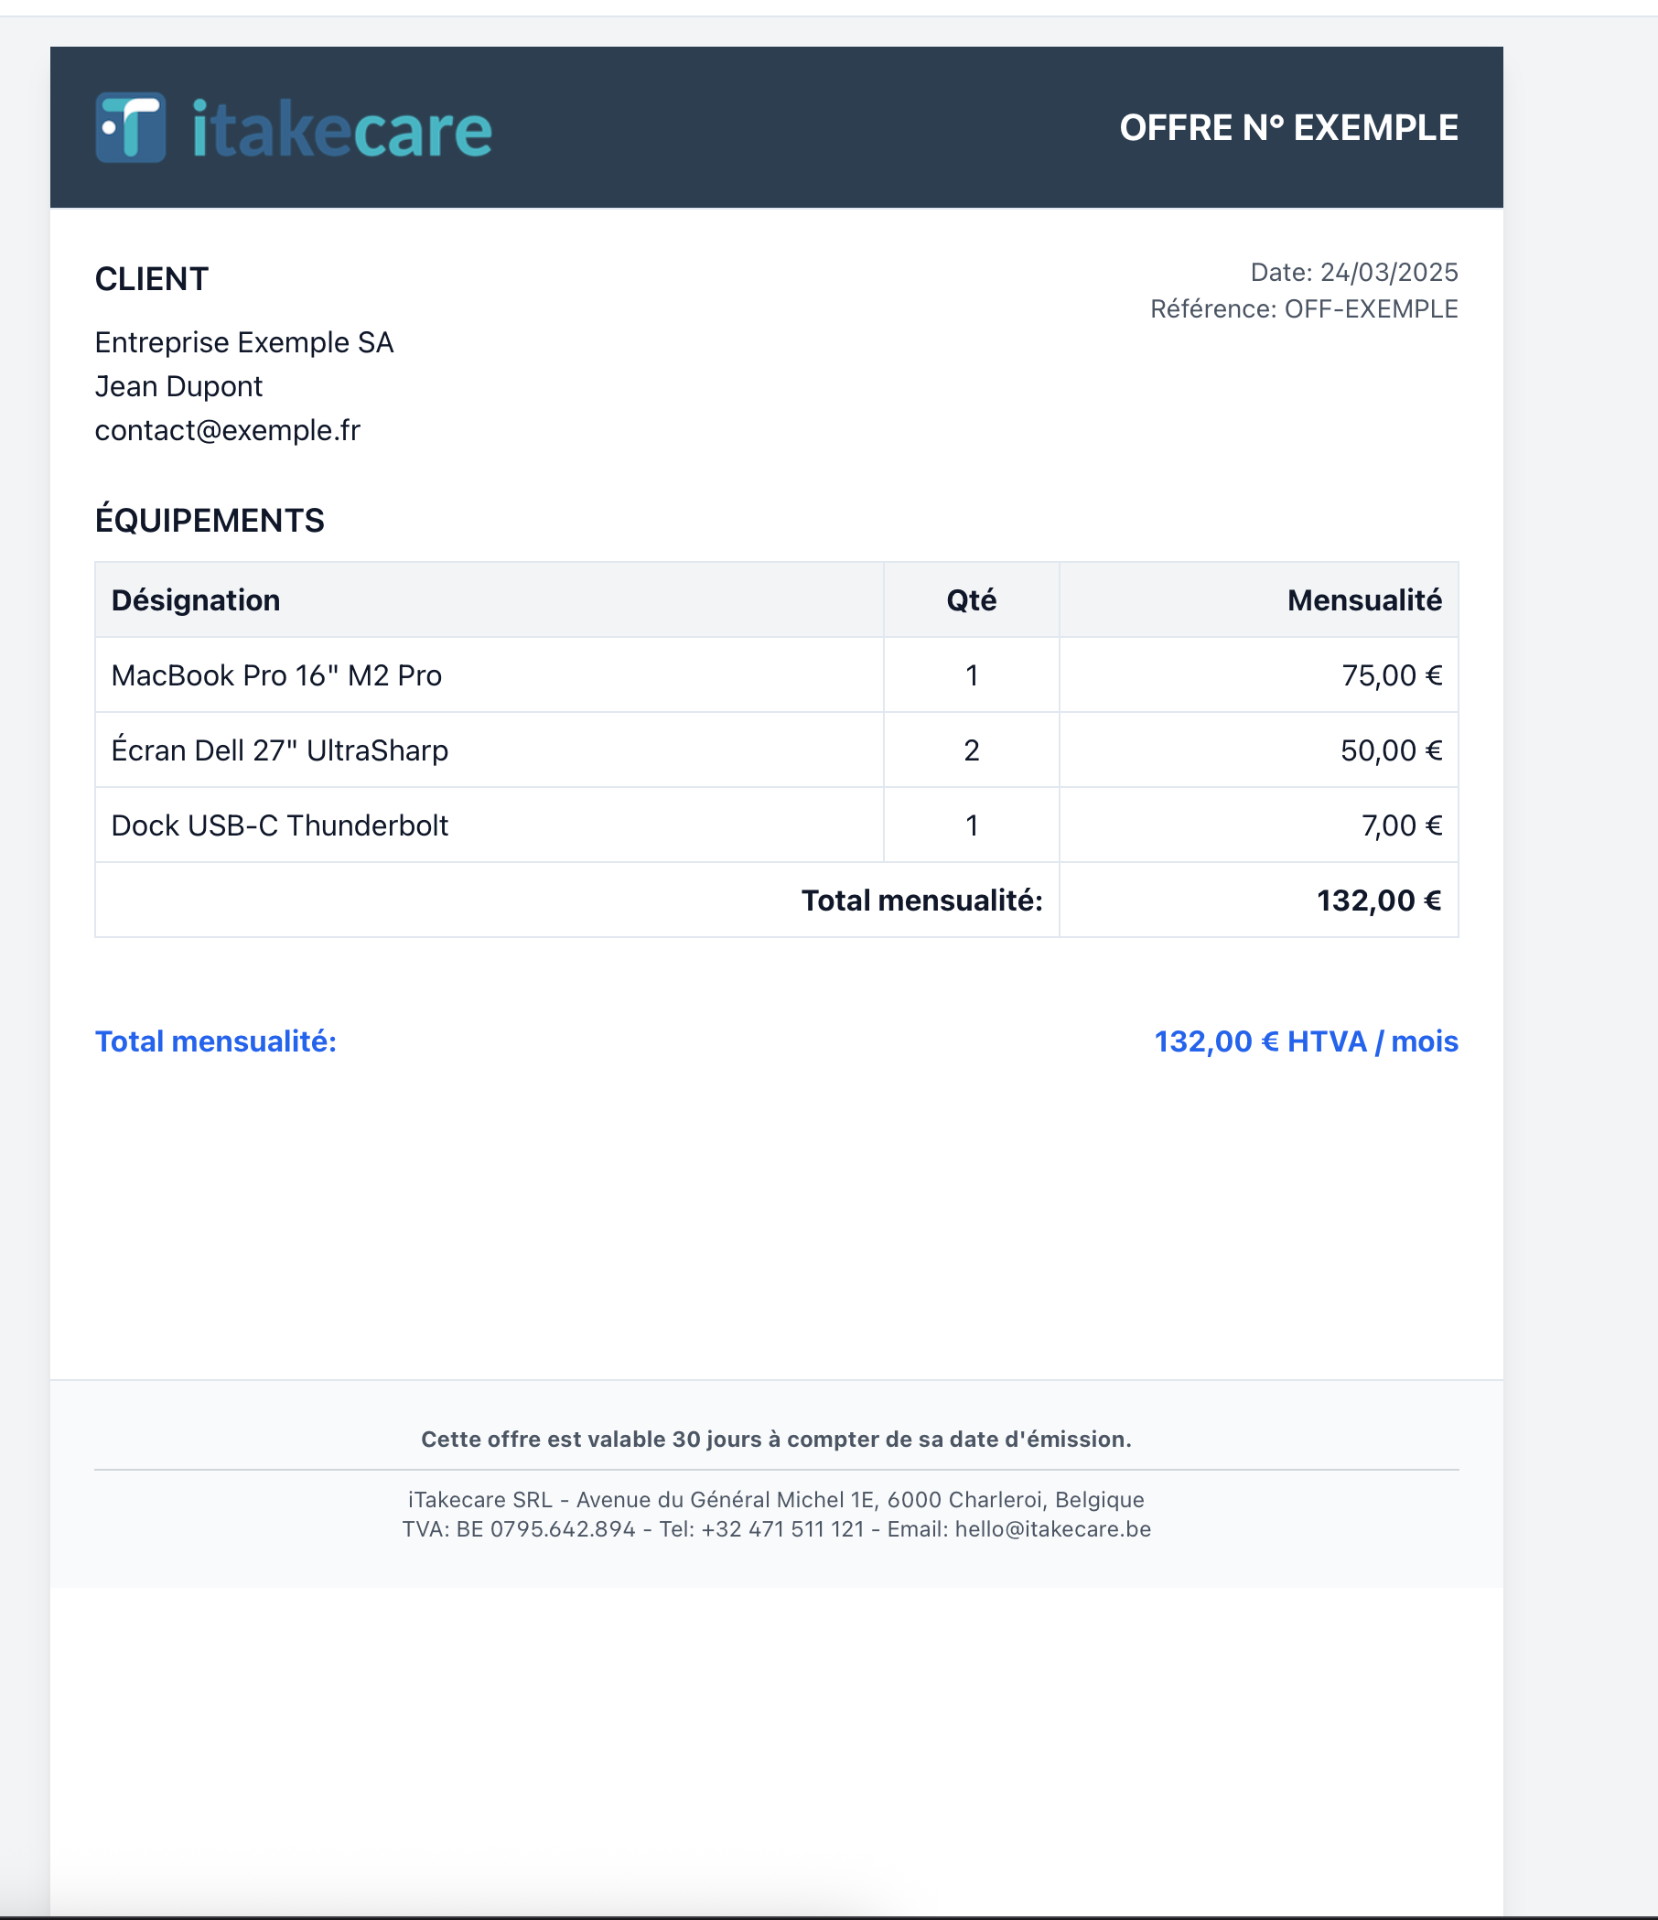 itakecare
OFFRE N° EXEMPLE
CLIENT
Date: 24/03/2025
Référence: OFF-EXEMPLE
Entreprise Exemple SA
Jean Dupont
contact@exemple.fr
ÉQUIPEMENTS
Désignation Qté Mensualité
MacBook Pro 16" M2 Pro 1 75,00 €
Écran Dell 27" UltraSharp 2 50,00 €
Dock USB-C Thunderbolt 1 7,00 €
Total mensualité: 132,00 €
Total mensualité: 132,00 € HTVA / mois
Cette offre est valable 30 jours à compter de sa date d'émission.
iTakecare SRL - Avenue du Général Michel 1E, 6000 Charleroi, Belgique
TVA: BE 0795.642.894 - Tel: +32 471 511 121 - Email: hello@itakecare.be